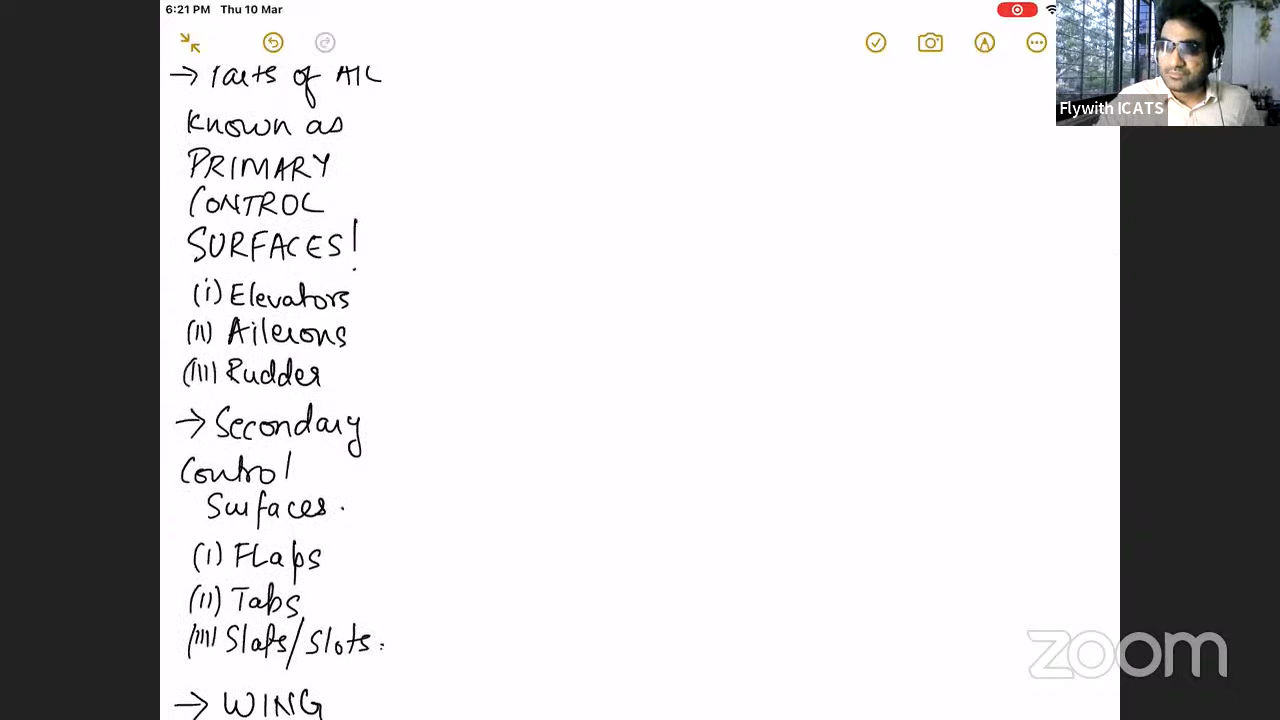 6:21 PM Thu 10 Mar
Flywith ICATS
→ Parts of A/C
known as
PRIMARY
CONTROL
SURFACES!
(i) Elevators
(ii) Ailerons
(iii) Rudder
→ Secondary
control
Surfaces.
(i) FLaps
(ii) Tabs
(iii) Slats/Slots.
→ WING
zoom